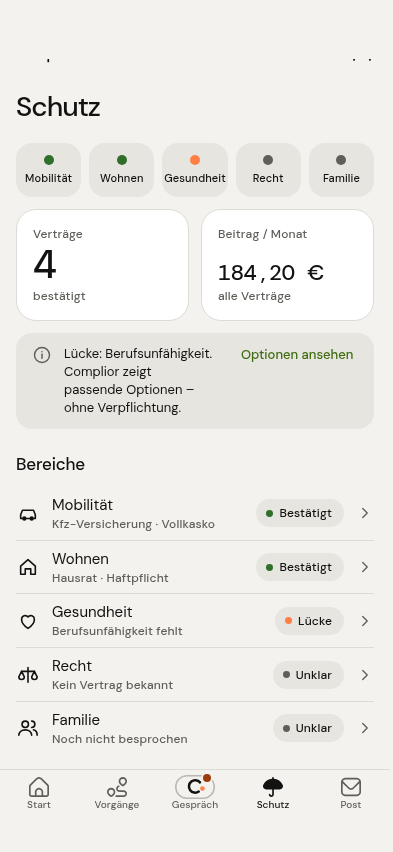 Schutz
Mobilität
Wohnen
Gesundheit
Recht
Familie
Verträge
4
bestätigt
Beitrag / Monat
184,20 €
alle Verträge
Lücke: Berufsunfähigkeit.
Complior zeigt
passende Optionen –
ohne Verpflichtung.
Optionen ansehen
Bereiche
Mobilität
Kfz-Versicherung · Vollkasko
Bestätigt
Wohnen
Hausrat · Haftpflicht
Bestätigt
Gesundheit
Berufsunfähigkeit fehlt
Lücke
Recht
Kein Vertrag bekannt
Unklar
Familie
Noch nicht besprochen
Unklar
Start
Vorgänge
C
Gespräch
Schutz
Post